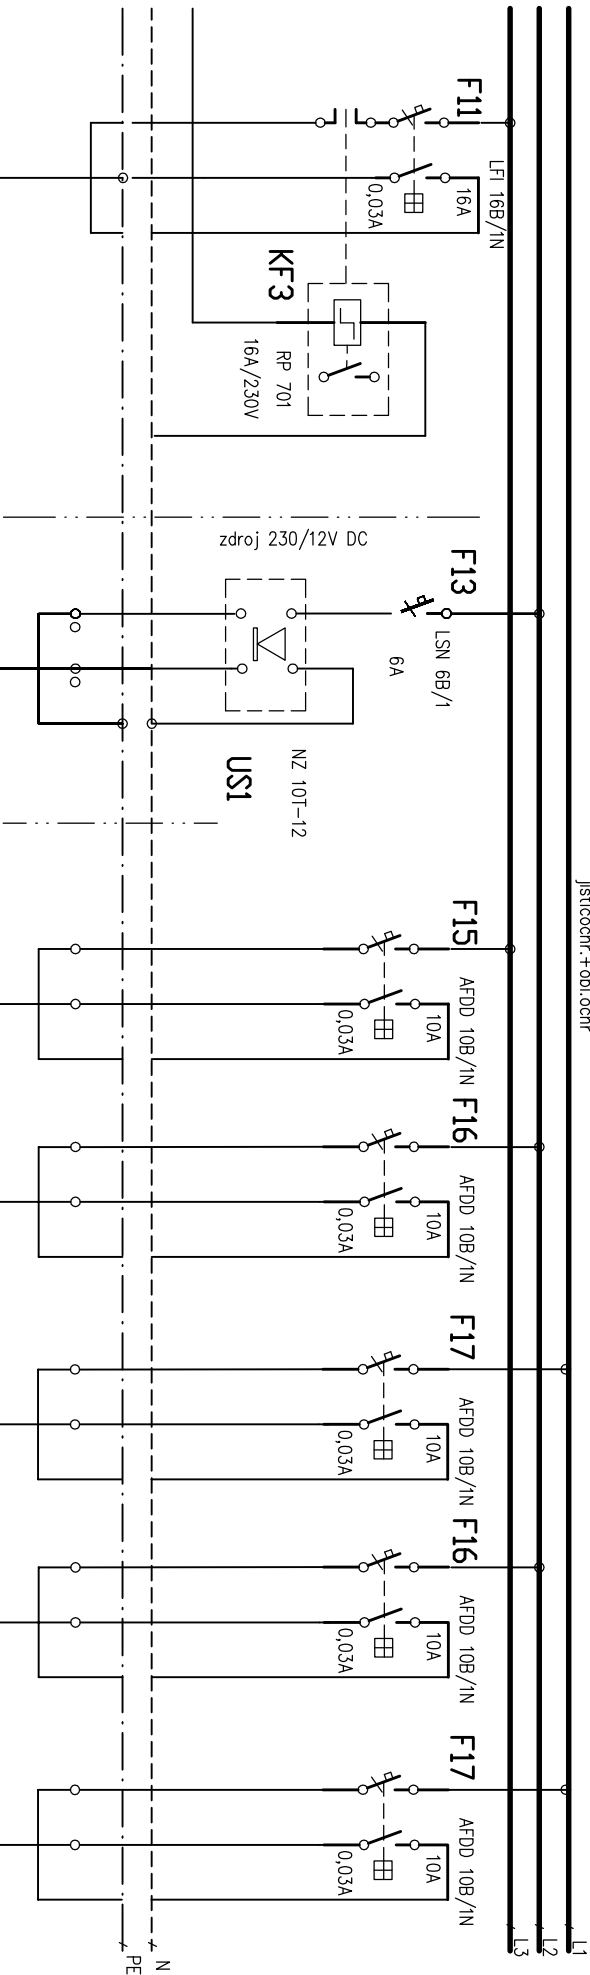 F11
LFI 16B/1N
16A
0,03A
KF3
RP 701
16A/230V
zdroj 230/12V DC
F13
LSN 6B/1
6A
US1
NZ 10T-12
F15
AFDD 10B/1N
10A
0,03A
F16
AFDD 10B/1N
10A
0,03A
F17
AFDD 10B/1N
10A
0,03A
F16
AFDD 10B/1N
10A
0,03A
F17
AFDD 10B/1N
10A
0,03A
L1
L2
L3
N
PE